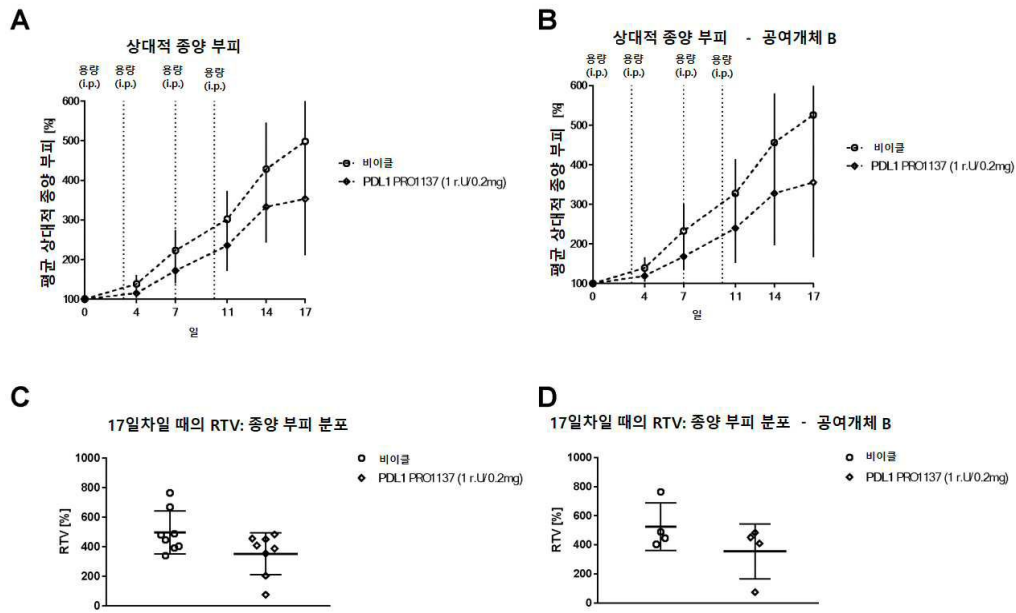 A
상대적 종양 부피
용량 용량 용량 용량
(i.p.) (i.p.) (i.p.) (i.p.)
평균 상대적 종양 부피 [%]
600
500
400
300
200
100
0 4 7 11 14 17
일
비이클
PDL1 PRO1137 (1 r.U/0.2mg)
B
상대적 종양 부피 - 공여개체 B
용량 용량 용량 용량
(i.p.) (i.p.) (i.p.) (i.p.)
평균 상대적 종양 부피 [%]
600
500
400
300
200
100
0 4 7 11 14 17
비이클
PDL1 PRO1137 (1 r.U/0.2mg)
C
17일차일 때의 RTV: 종양 부피 분포
RTV [%]
1000
800
600
400
200
0
비이클
PDL1 PRO1137 (1 r.U/0.2mg)
D
17일차일 때의 RTV: 종양 부피 분포 - 공여개체 B
RTV [%]
1000
800
600
400
200
0
비이클
PDL1 PRO1137 (1 r.U/0.2mg)